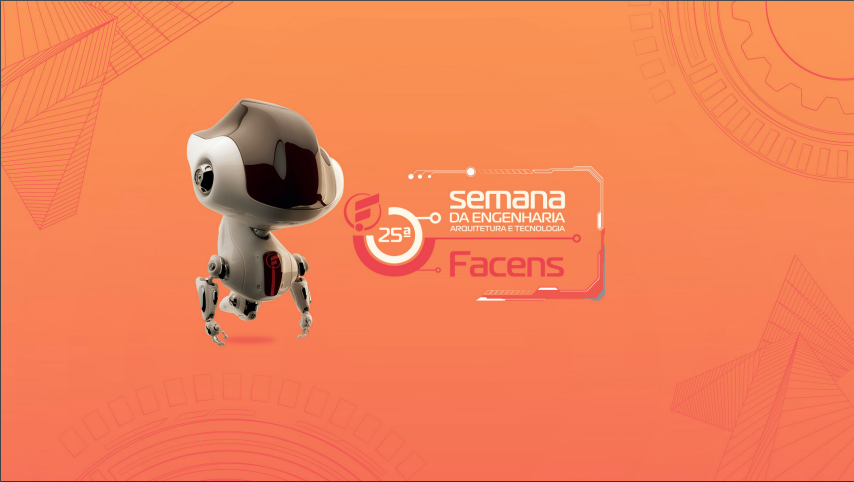 25ª
semana
DA ENGENHARIA
ARQUITETURA E TECNOLOGIA
Facens